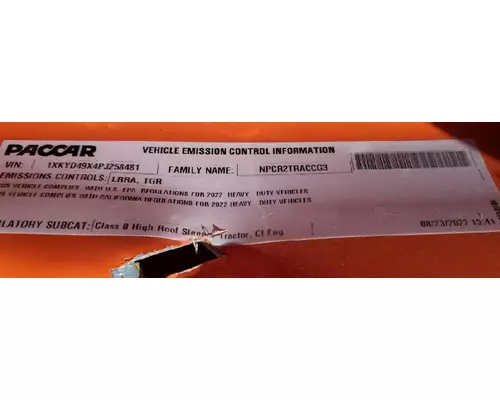 PACCAR VEHICLE EMISSION CONTROL INFORMATION
VIN: 1XKYD49X4PJ258481 FAMILY NAME: NPCR2TRACCG3
EMISSIONS CONTROLS: LRRA, TGR
VEHICLE COMPLIES WITH U.S. EPA REGULATIONS FOR 2022 HEAVY DUTY VEHICLES
VEHICLE COMPLIES WITH CALIFORNIA REGULATIONS FOR 2022 HEAVY DUTY VEHICLES
ULATORY SUBCAT: Class 8 High Roof Sleeper Tractor, CI Eng
08/23/2022 15:41